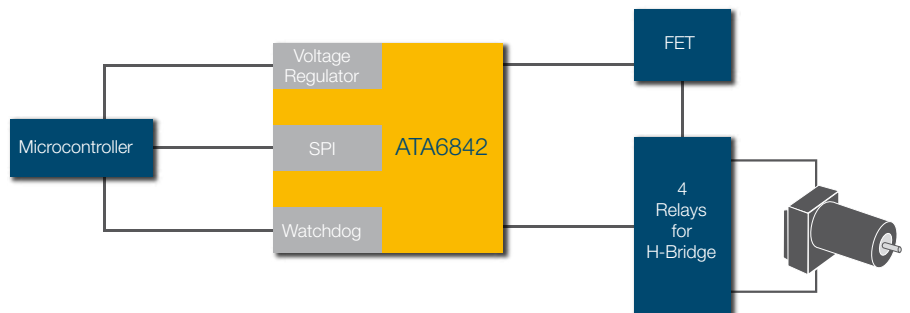 Voltage
Regulator
FET
Microcontroller
SPI
ATA6842
Watchdog
4
Relays
for
H-Bridge